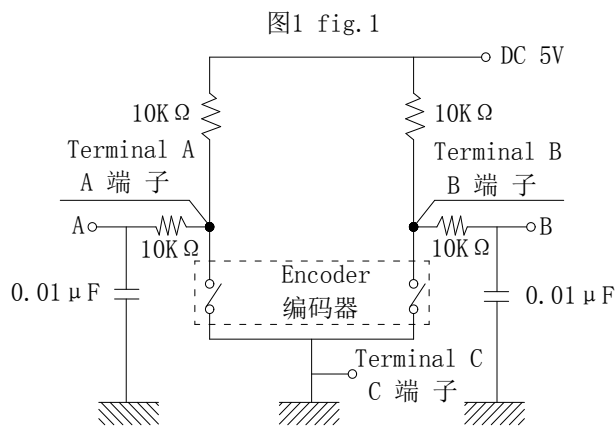 图1 fig.1
DC 5V
10KΩ
10KΩ
Terminal A
A 端 子
Terminal B
B 端 子
A
10KΩ
10KΩ
B
0.01μF
Encoder
编码器
0.01μF
Terminal C
C 端 子